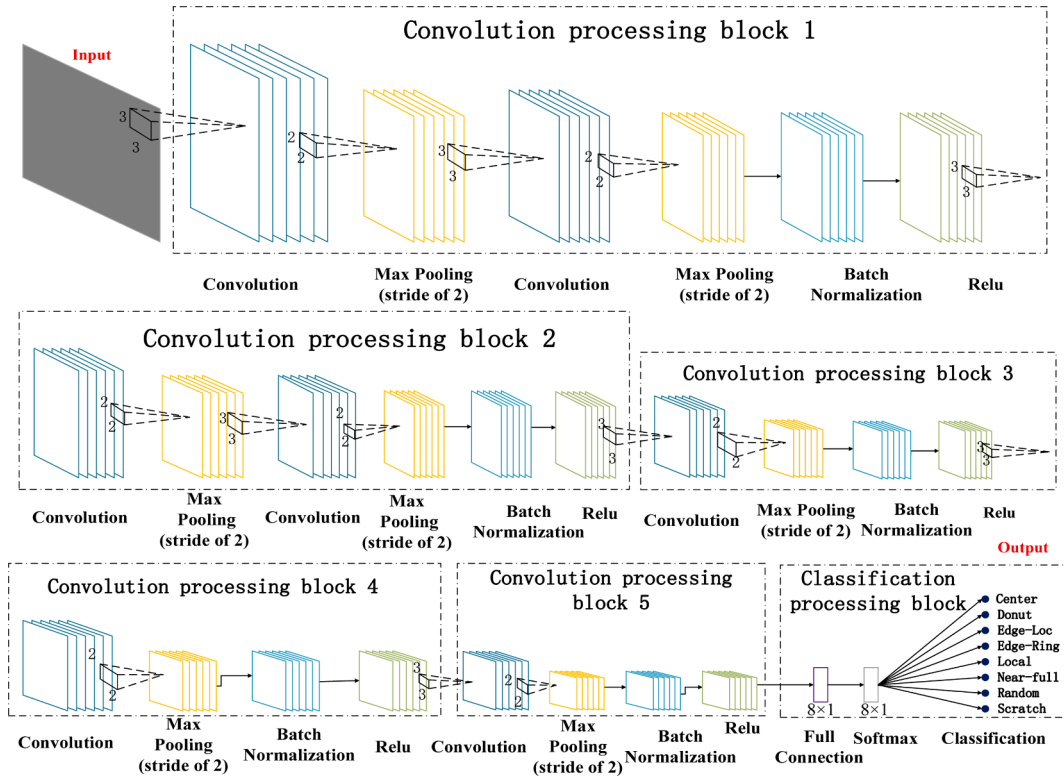 Input
Convolution processing block 1
3
3
2
2
3
3
2
2
3
3
Convolution
Max Pooling
(stride of 2)
Convolution
Max Pooling
(stride of 2)
Batch
Normalization
Relu
Convolution processing block 2
2
2
3
3
2
2
3
3
Convolution
Max
Pooling
(stride of 2)
Convolution
Max
Pooling
(stride of 2)
Batch
Normalization
Relu
Convolution processing block 3
2
2
3
3
Convolution
Max Pooling
(stride of 2)
Batch
Normalization
Relu
Convolution processing block 4
2
2
3
3
Convolution
Max
Pooling
(stride of 2)
Batch
Normalization
Relu
Convolution processing
block 5
2
2
Convolution
Max
Pooling
(stride of 2)
Batch
Normalization
Relu
Output
Classification
processing block
Center
Donut
Edge-Loc
Edge-Ring
Local
Near-full
Random
Scratch
8×1
8×1
Full
Connection
Softmax
Classification